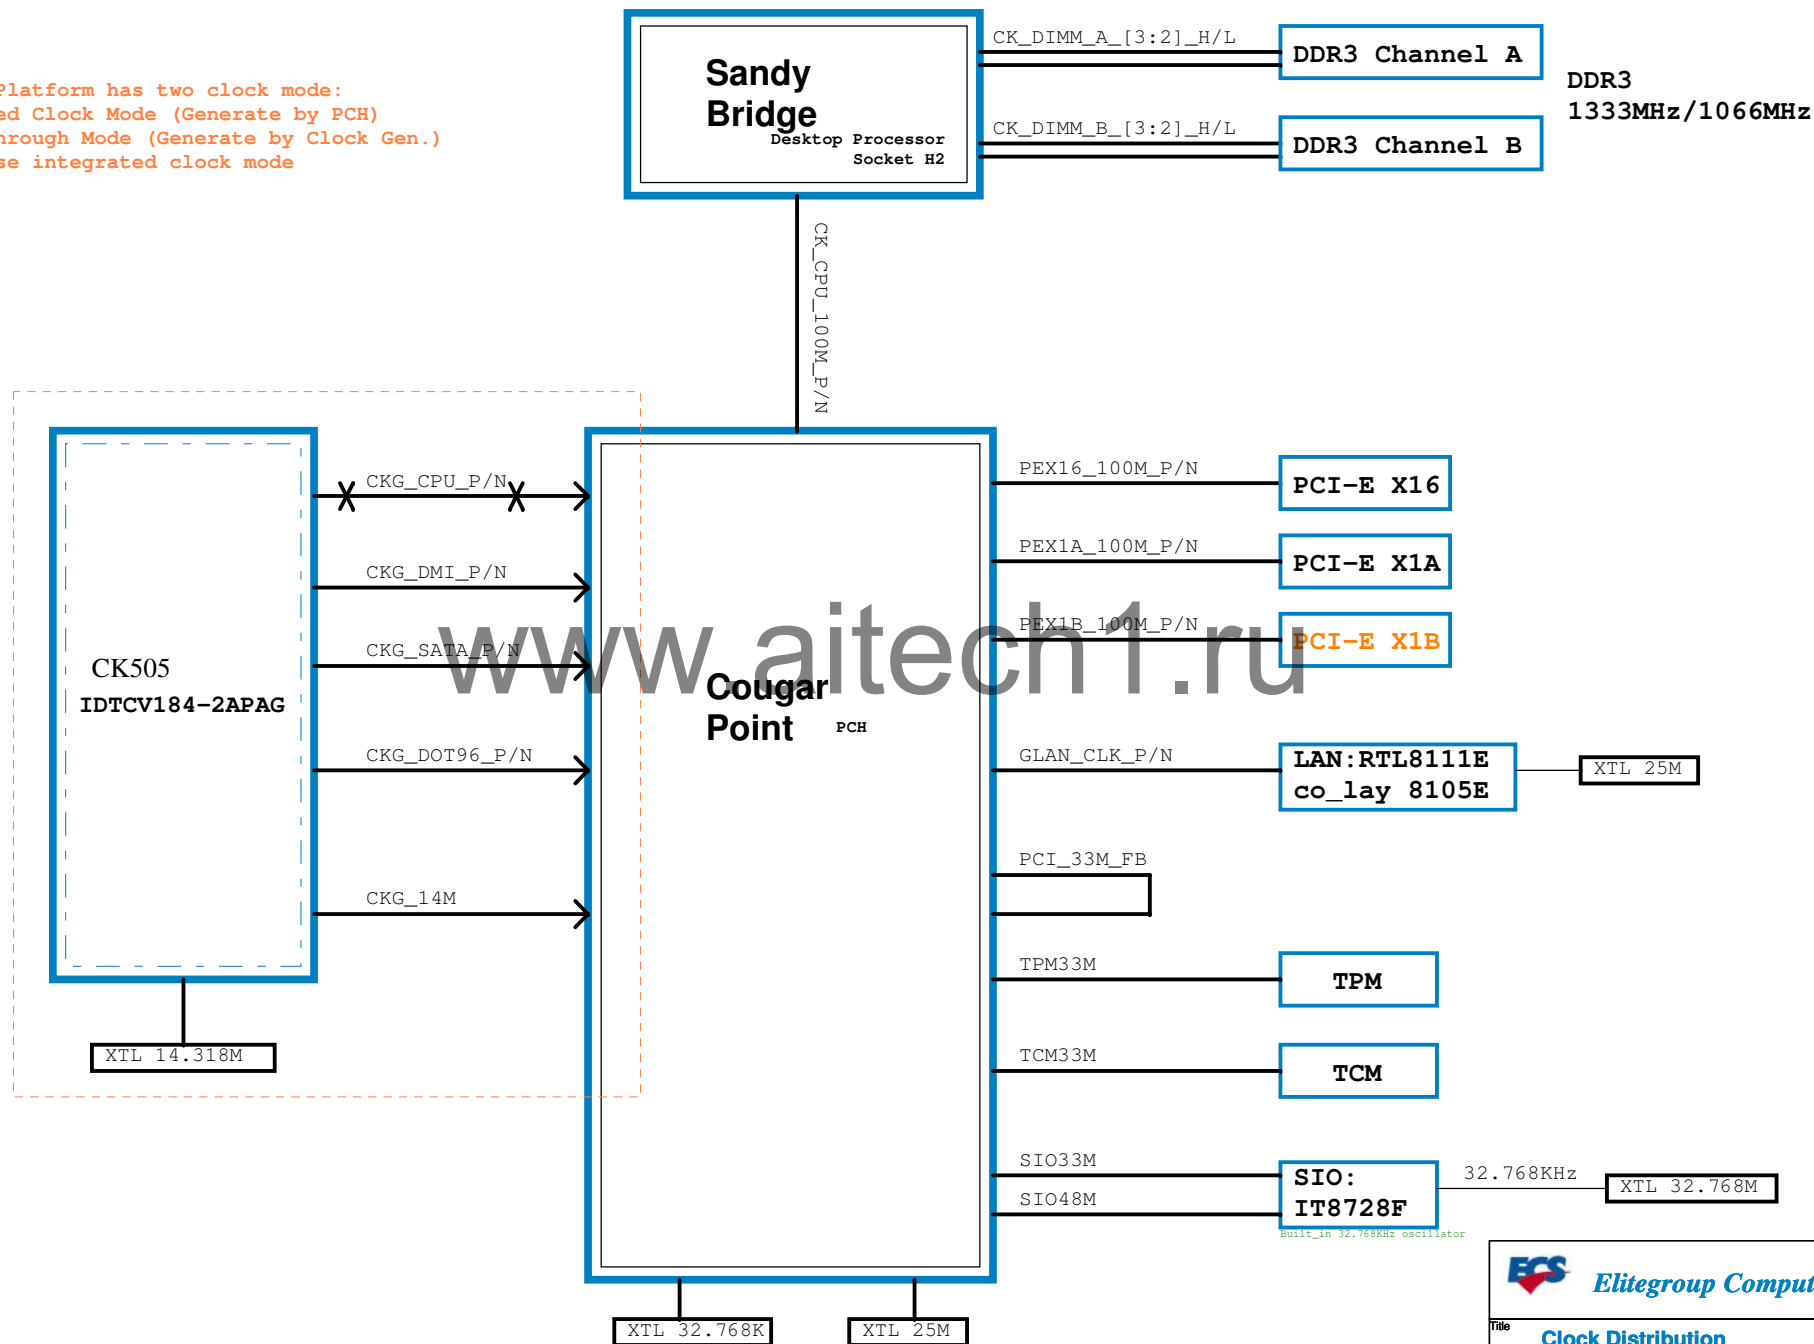 Platform has two clock mode:
ed Clock Mode (Generate by PCH)
hrough Mode (Generate by Clock Gen.)
se integrated clock mode
Sandy
Bridge
Desktop Processor
Socket H2
CK_DIMM_A_[3:2]_H/L
DDR3 Channel A
CK_DIMM_B_[3:2]_H/L
DDR3 Channel B
DDR3
1333MHz/1066MHz
CK_CPU_100M_P/N
CK505
IDTCV184-2APAG
CKG_CPU_P/N
CKG_DMI_P/N
CKG_SATA_P/N
CKG_DOT96_P/N
CKG_14M
XTL 14.318M
Cougar
Point
PCH
www.aitech1.ru
PEX16_100M_P/N
PCI-E X16
PEX1A_100M_P/N
PCI-E X1A
PEX1B_100M_P/N
PCI-E X1B
GLAN_CLK_P/N
LAN:RTL8111E
co_lay 8105E
XTL 25M
PCI_33M_FB
TPM33M
TPM
TCM33M
TCM
SIO33M
SIO48M
SIO:
IT8728F
Built_in 32.768KHz oscillator
32.768KHz
XTL 32.768M
XTL 32.768K
XTL 25M
ECS
Elitegroup Comput
Title
Clock Distribution